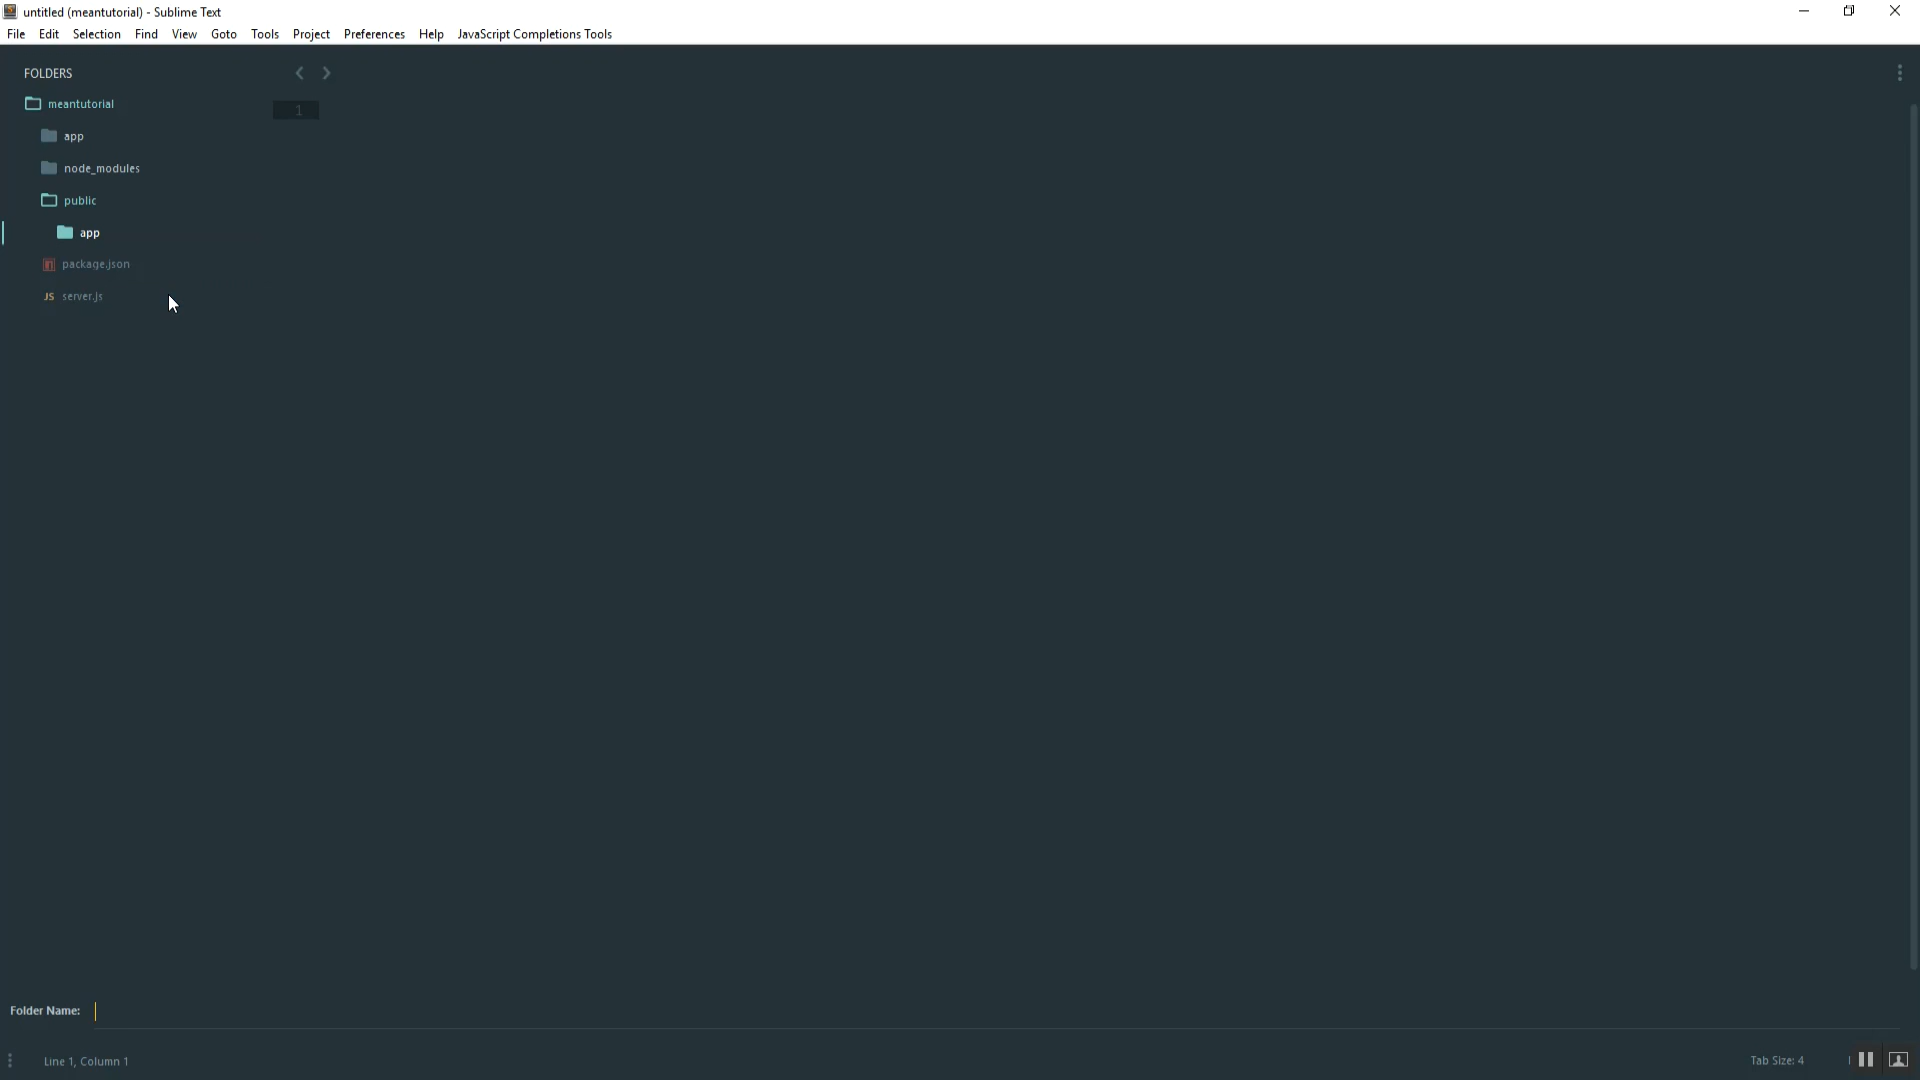 untitled (meantutorial) - Sublime Text
File Edit Selection Find View Goto Tools Project Preferences Help JavaScript Completions Tools
FOLDERS
meantutorial
1
app
node_modules
public
app
package.json
JS server.js
Folder Name:
Line 1, Column 1
Tab Size: 4